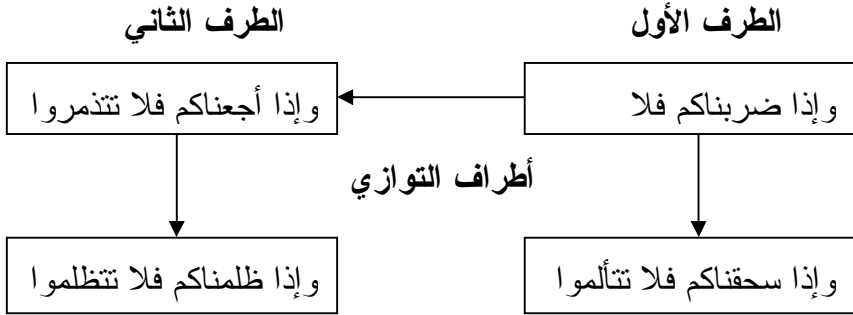 الطرف الأول
الطرف الثاني
وإذا ضربناكم فلا
وإذا أجعناكم فلا تتذمروا
أطراف التوازي
وإذا سحقناكم فلا تتألموا
وإذا ظلمناكم فلا تتظلموا